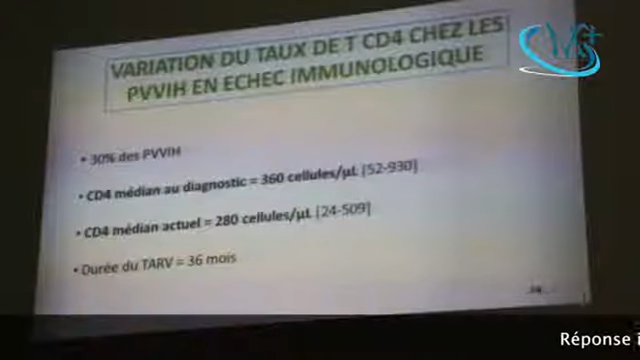 VARIATION DU TAUX DE T CD4 CHEZ LES
PVVIH EN ECHEC IMMUNOLOGIQUE
• 30% des PVVIH
• CD4 médian au diagnostic = 360 cellules/µL [52-930]
• CD4 médian actuel = 280 cellules/µL [24-509]
• Durée du TARV = 36 mois
Réponse i